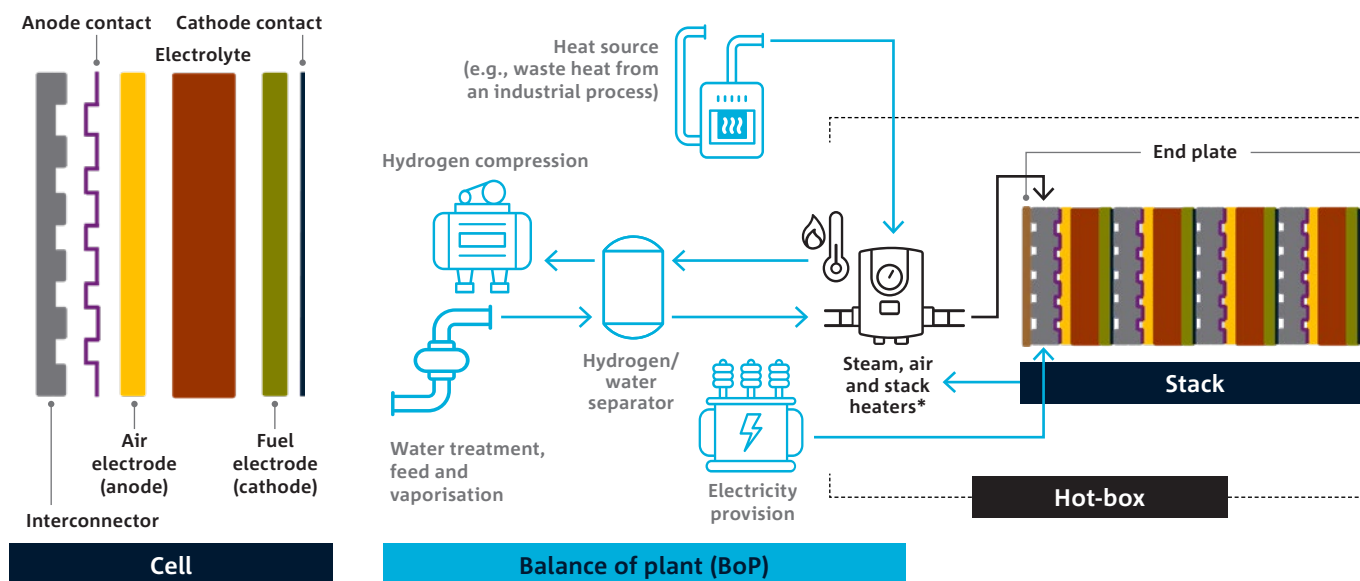 Anode contact
Cathode contact
Electrolyte
Air
electrode
(anode)
Fuel
electrode
(cathode)
Interconnector
Cell
Heat source
(e.g., waste heat from
an industrial process)
Hydrogen compression
Hydrogen/
water
separator
Water treatment,
feed and
vaporisation
Electricity
provision
Balance of plant (BoP)
Steam, air
and stack
heaters*
End plate
Stack
Hot-box